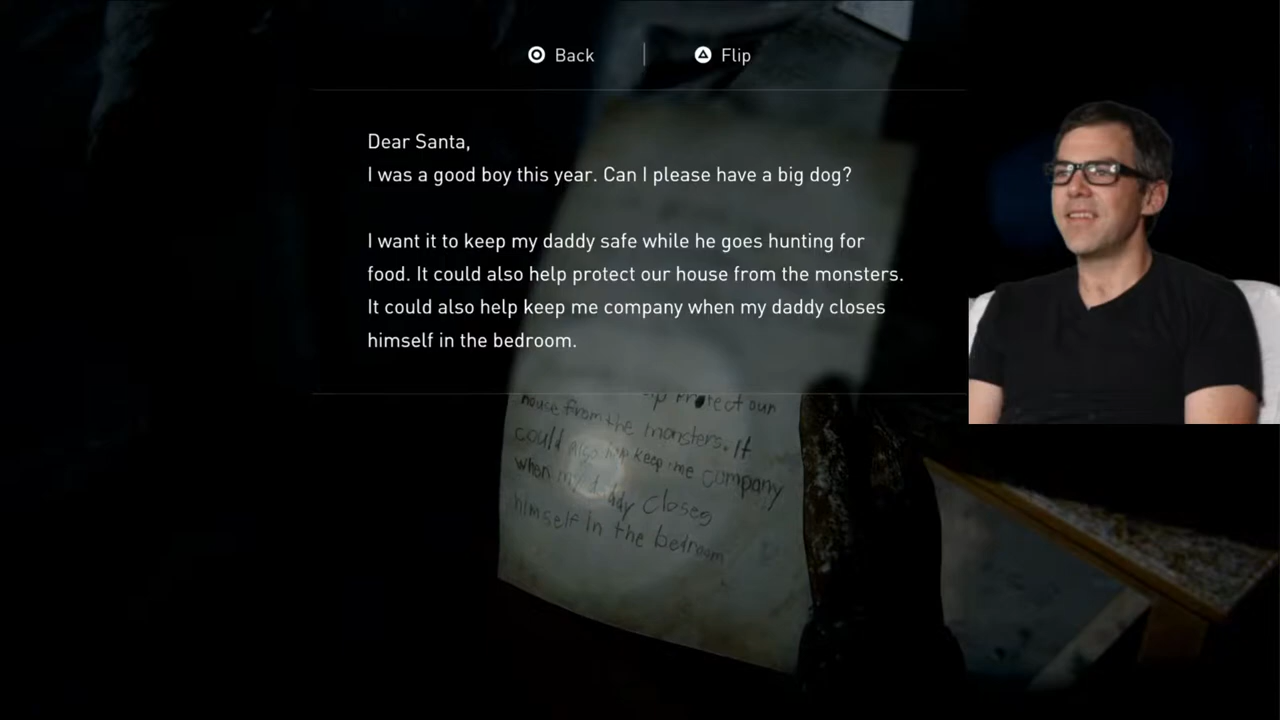 Back
Flip
Dear Santa,
I was a good boy this year. Can I please have a big dog?
I want it to keep my daddy safe while he goes hunting for
food. It could also help protect our house from the monsters.
It could also help keep me company when my daddy closes
himself in the bedroom.
protect our
house from the monsters. It
could also help keep me company
when my daddy closes
himself in the bedroom